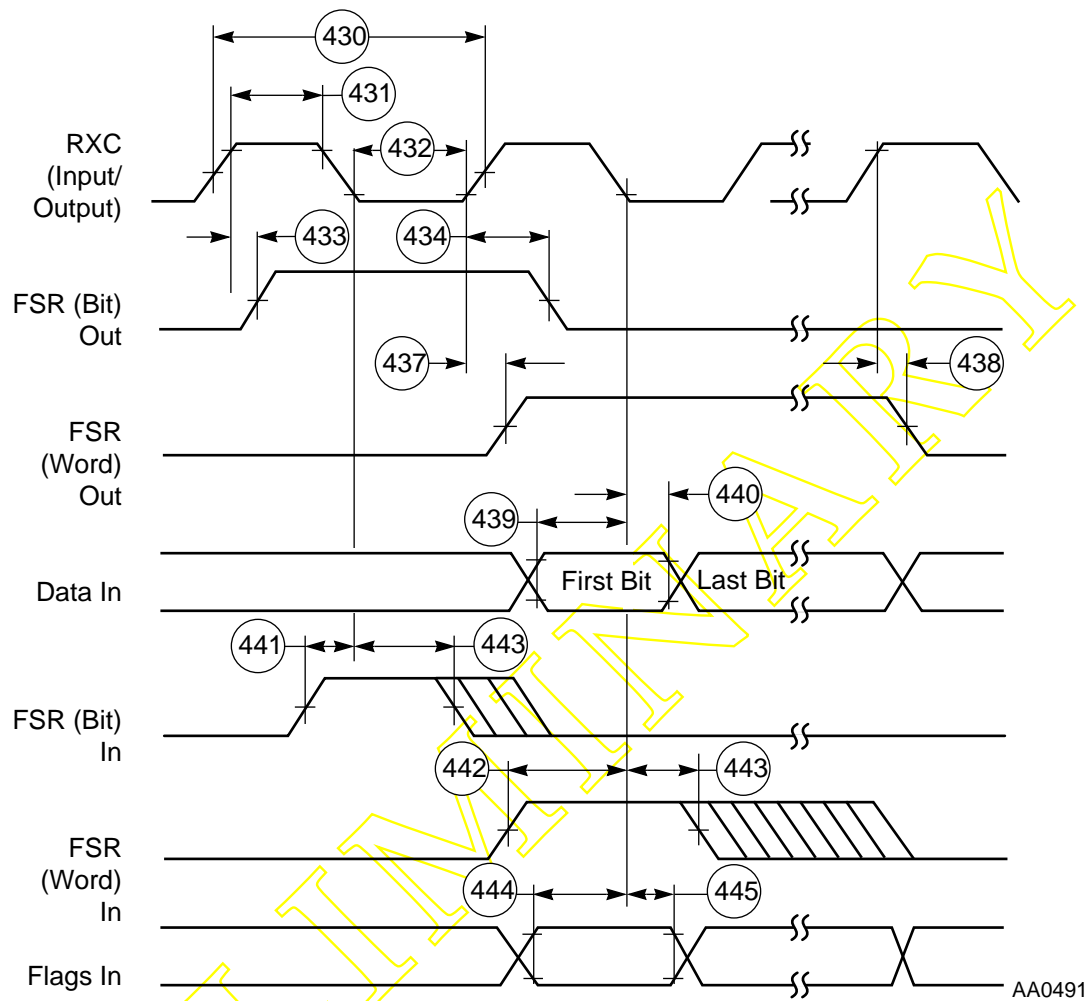 430
431
RXC
(Input/
Output)
432
433
434
FSR (Bit)
Out
437
438
FSR
(Word)
Out
439
440
Data In
First Bit
Last Bit
441
443
FSR (Bit)
In
442
443
FSR
(Word)
In
444
445
Flags In
AA0491
IMINARY